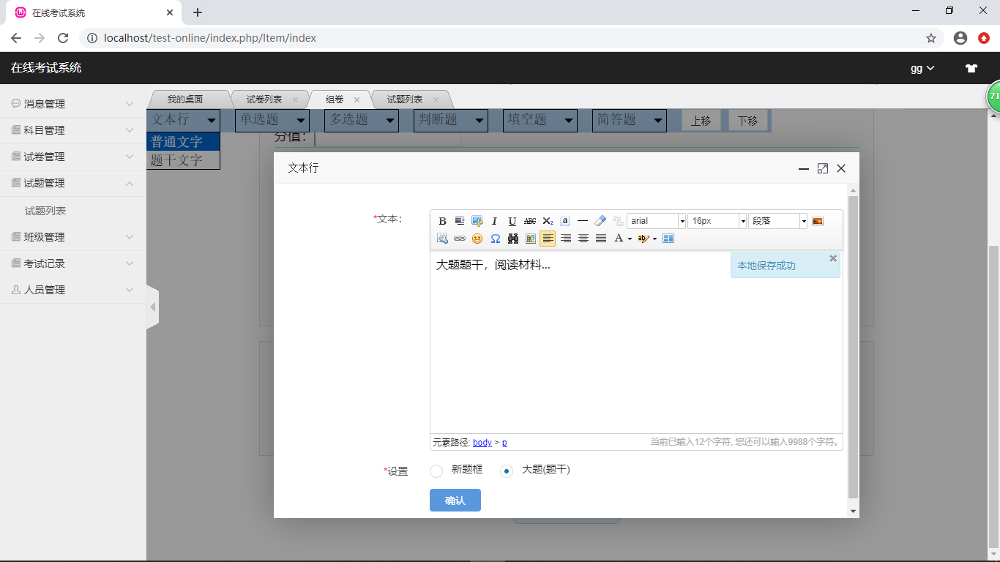 在线考试系统
localhost/test-online/index.php/Item/index
在线考试系统
gg
71
消息管理
科目管理
试卷管理
试题管理
试题列表
班级管理
考试记录
人员管理
我的桌面 试卷列表 组卷 试题列表
文本行 单选题 多选题 判断题 填空题 简答题 上移 下移
普通文字
题干文字
分值：
文本行
*文本：
B I U ABC X₂ a arial 16px 段落
Ω A ab
大题题干，阅读材料...
本地保存成功
元素路径: body > p
当前已输入12个字符, 您还可以输入9988个字符。
*设置 新题框 大题(题干)
确认